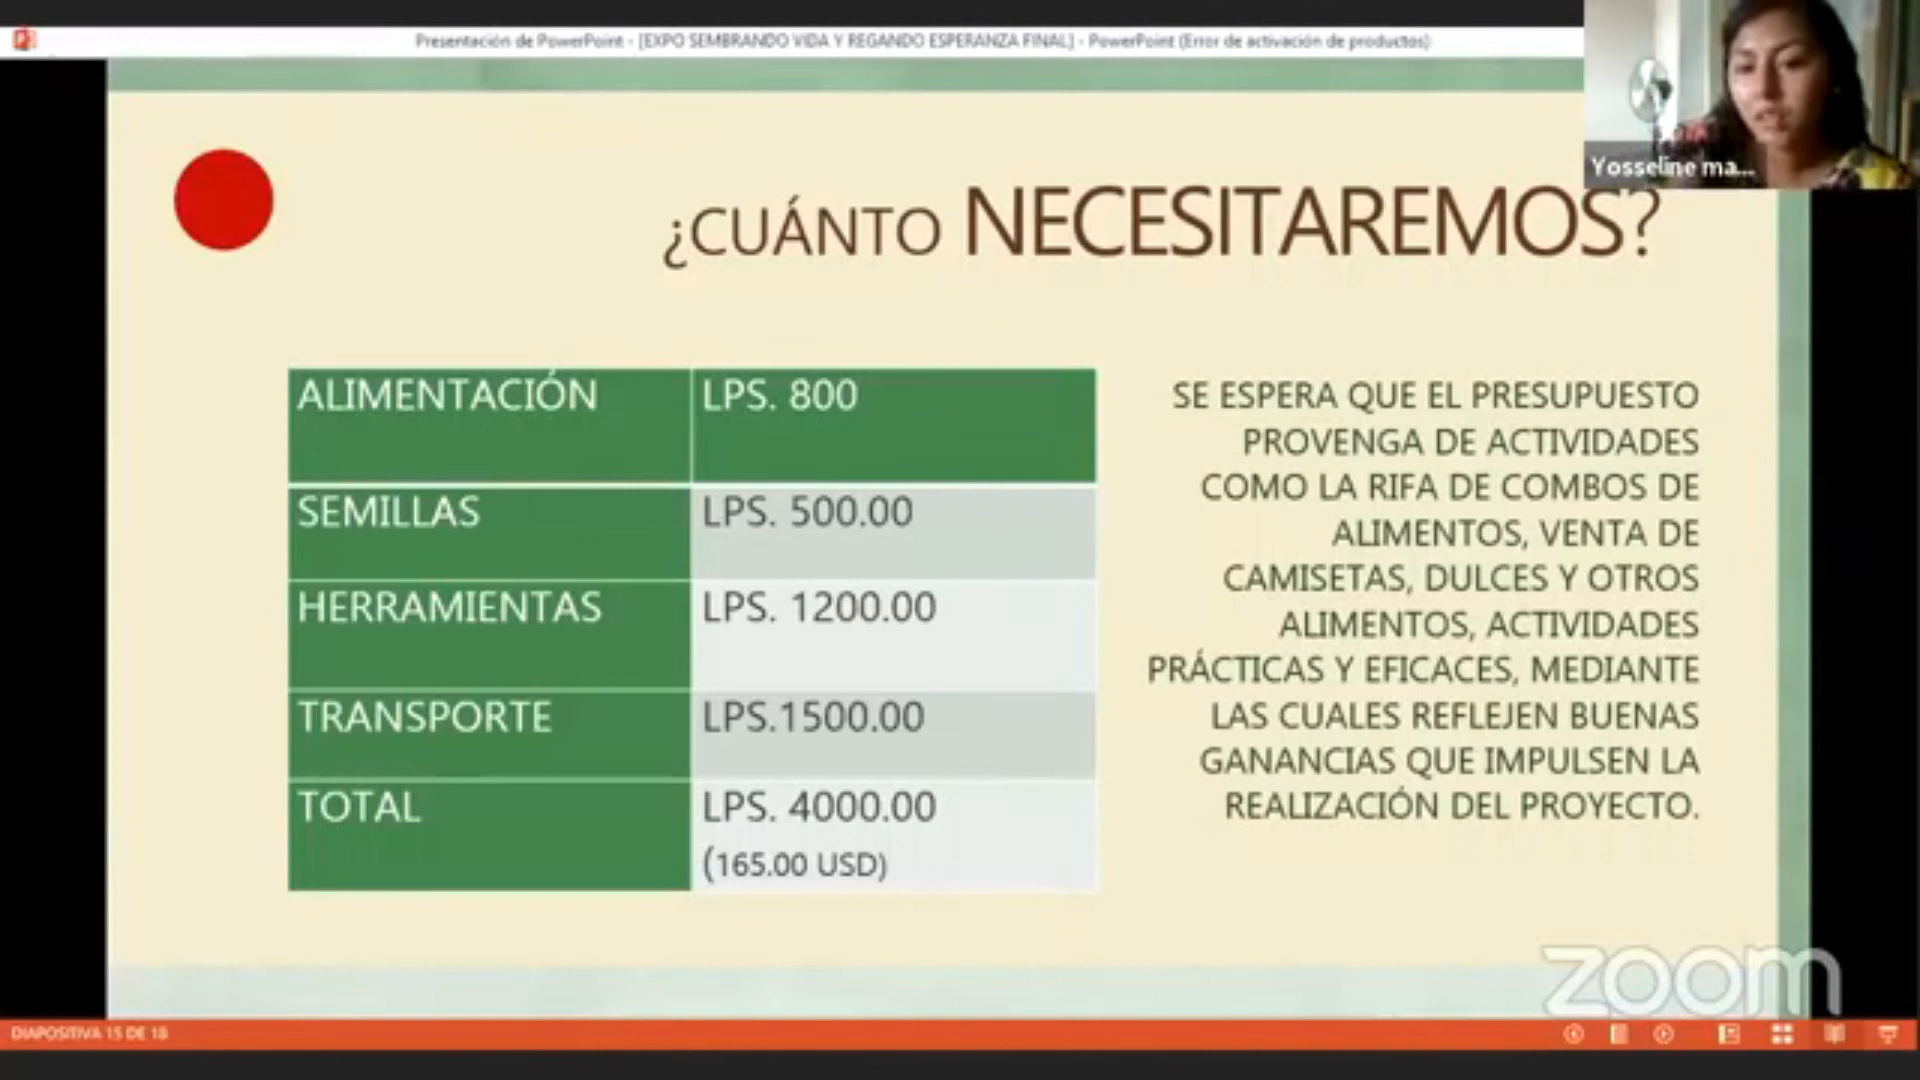 Presentación de PowerPoint - [EXPO SEMBRANDO VIDA Y REGANDO ESPERANZA FINAL] - PowerPoint (Error de activación de productos)
Yosseline ma...
¿CUÁNTO NECESITAREMOS?
ALIMENTACIÓN LPS. 800
SEMILLAS LPS. 500.00
HERRAMIENTAS LPS. 1200.00
TRANSPORTE LPS.1500.00
TOTAL LPS. 4000.00
(165.00 USD)
SE ESPERA QUE EL PRESUPUESTO
PROVENGA DE ACTIVIDADES
COMO LA RIFA DE COMBOS DE
ALIMENTOS, VENTA DE
CAMISETAS, DULCES Y OTROS
ALIMENTOS, ACTIVIDADES
PRÁCTICAS Y EFICACES, MEDIANTE
LAS CUALES REFLEJEN BUENAS
GANANCIAS QUE IMPULSEN LA
REALIZACIÓN DEL PROYECTO.
zoom
DIAPOSITIVA 15 DE 18